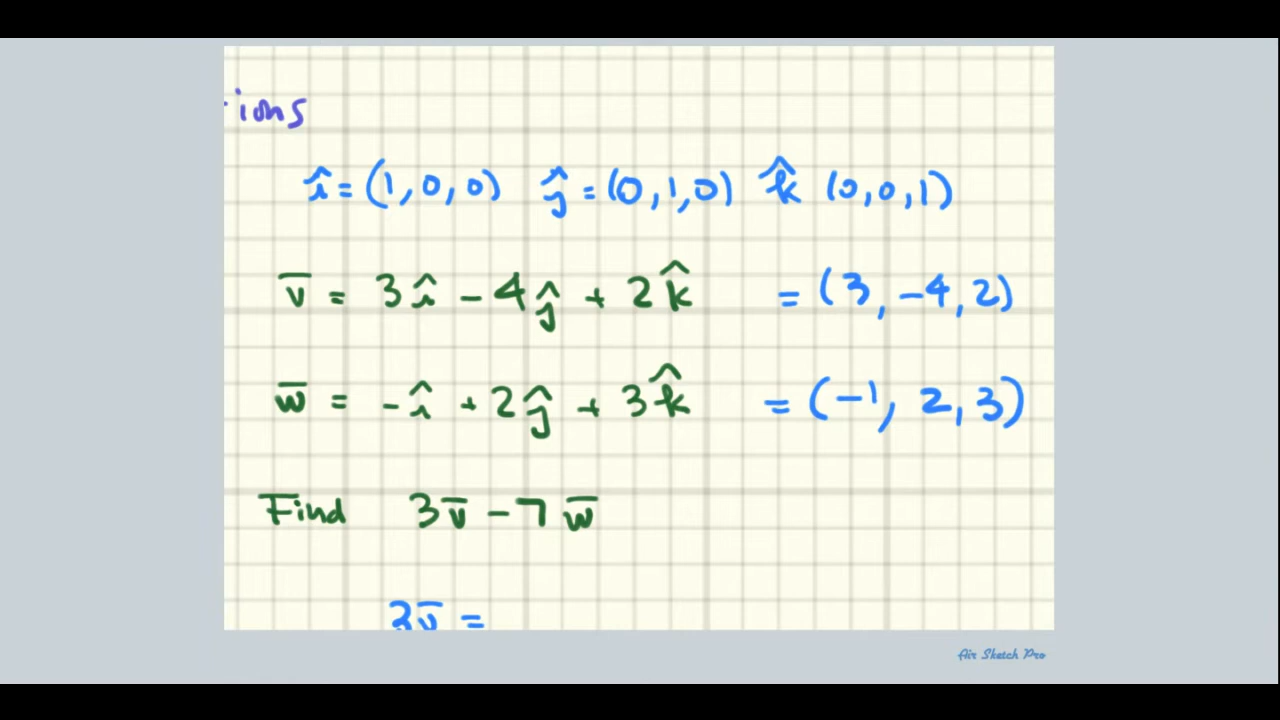 ions
î = (1, 0, 0) ĵ = (0, 1, 0) k̂ (0, 0, 1)
v̅ = 3î - 4ĵ + 2k̂ = (3, -4, 2)
w̅ = -î + 2ĵ + 3k̂ = (-1, 2, 3)
Find 3v̅ - 7w̅
3v̅ =
Air Sketch Pro